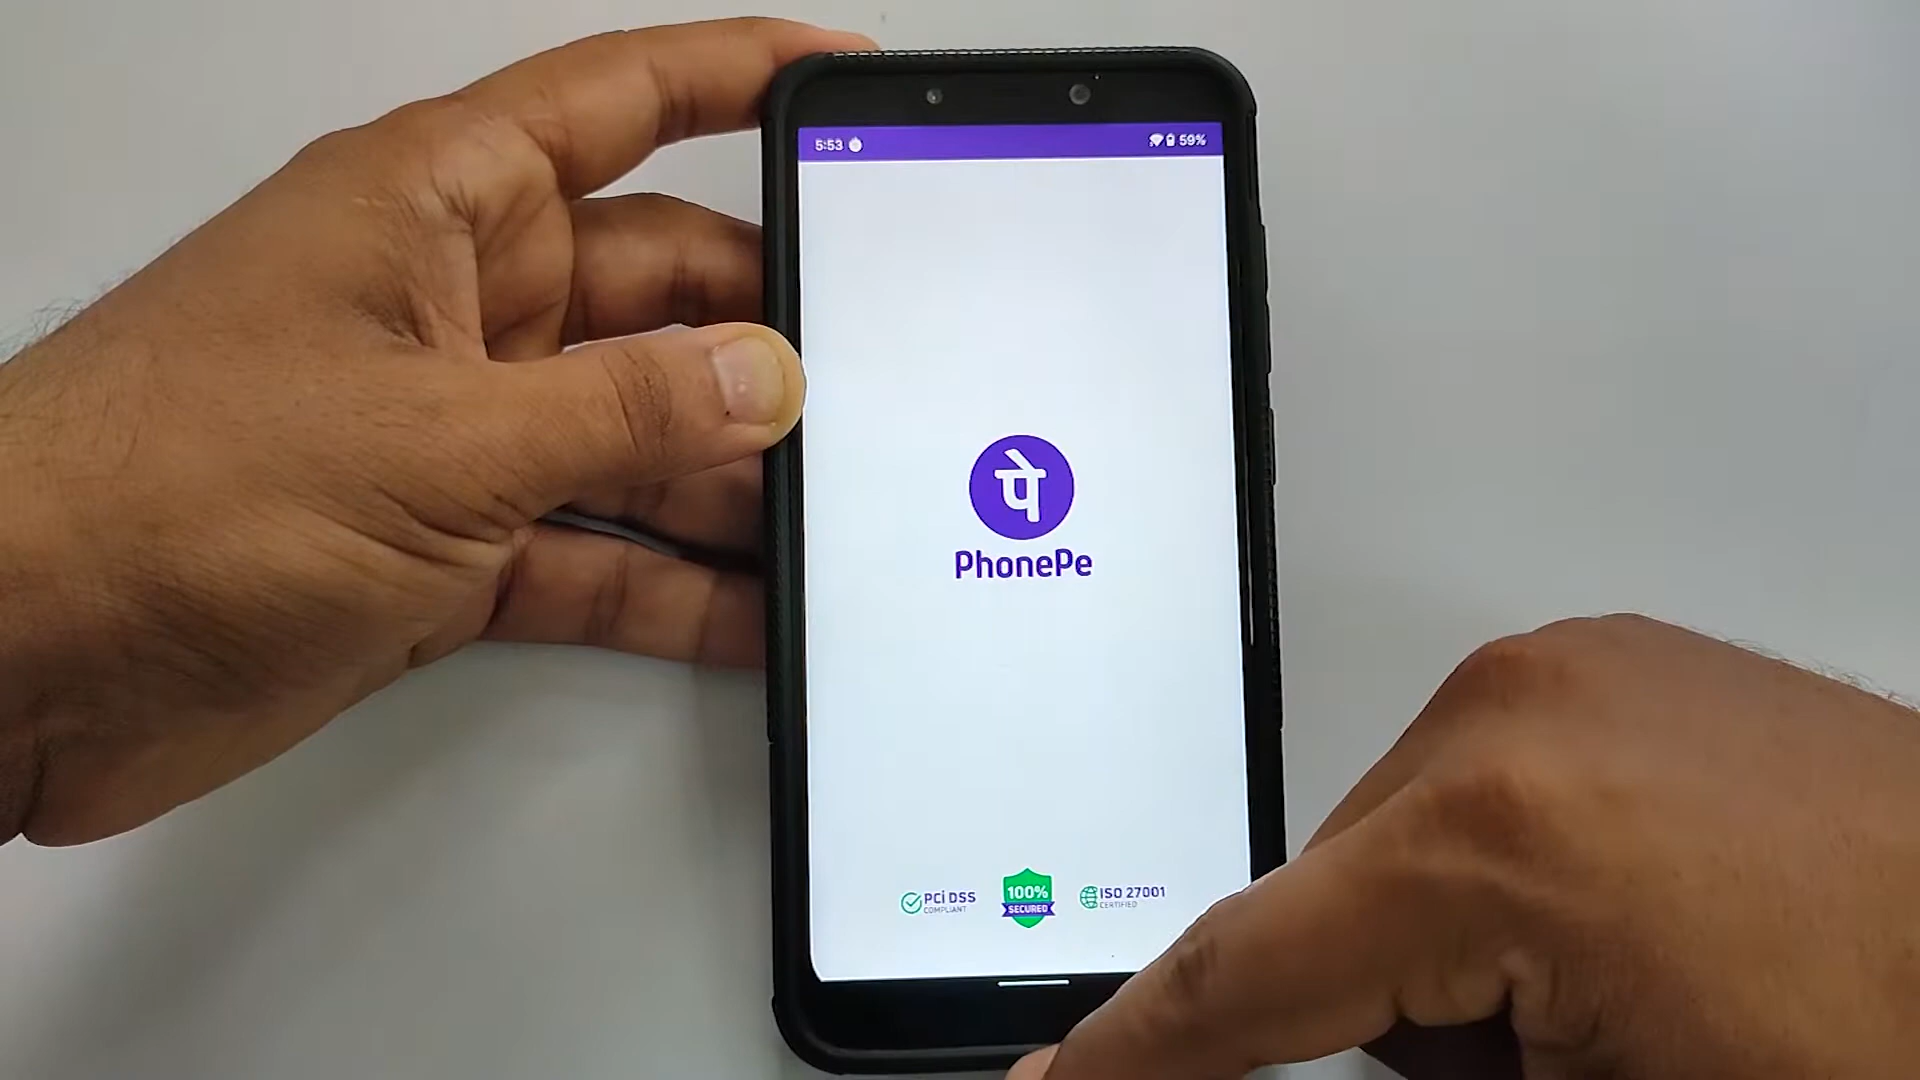 5:53 59%
पे
PhonePe
PCi DSS
COMPLIANT
100%
SECURED
ISO 27001
CERTIFIED